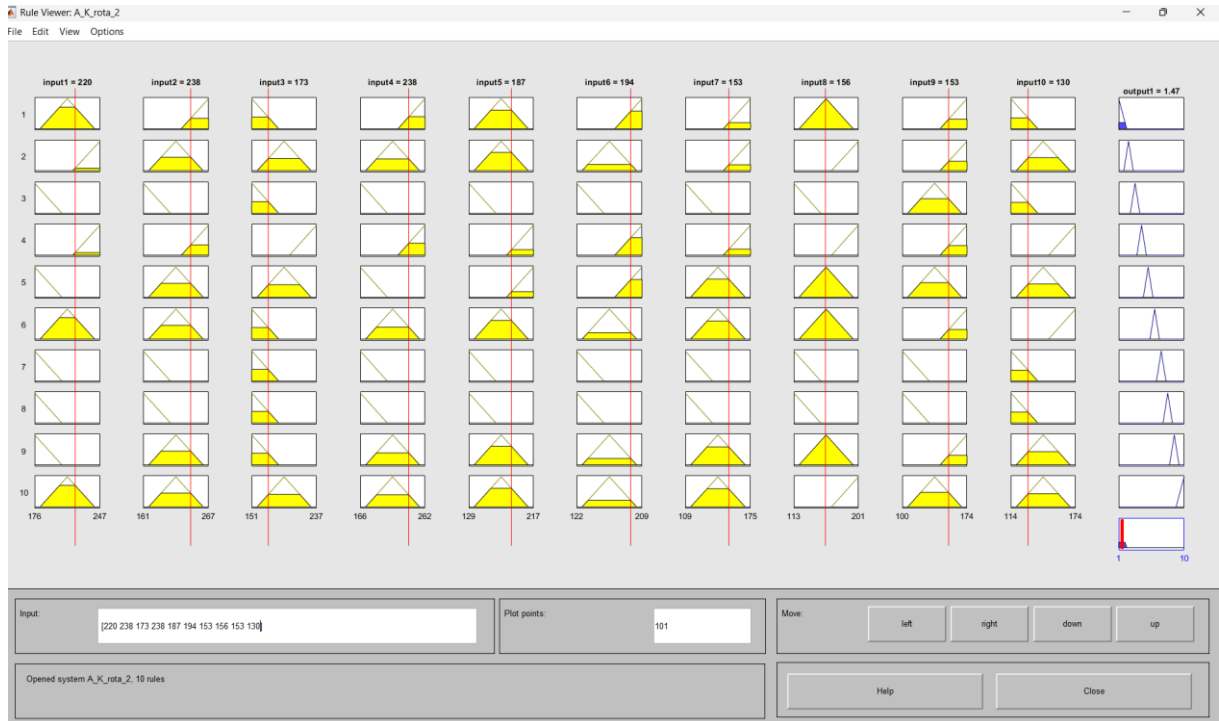 Rule Viewer: A_K_rota_2
File Edit View Options
input1 = 220 input2 = 238 input3 = 173 input4 = 238 input5 = 187 input6 = 194 input7 = 153 input8 = 156 input9 = 153 input10 = 130 output1 = 1.47
1
2
3
4
5
6
7
8
9
10
176 247 161 267 151 237 166 262 129 217 122 209 109 175 113 201 100 174 114 174
1 10
Input: [220 238 173 238 187 194 153 156 153 130] Plot points: 101 Move: left right down up
Opened system A_K_rota_2, 10 rules Help Close